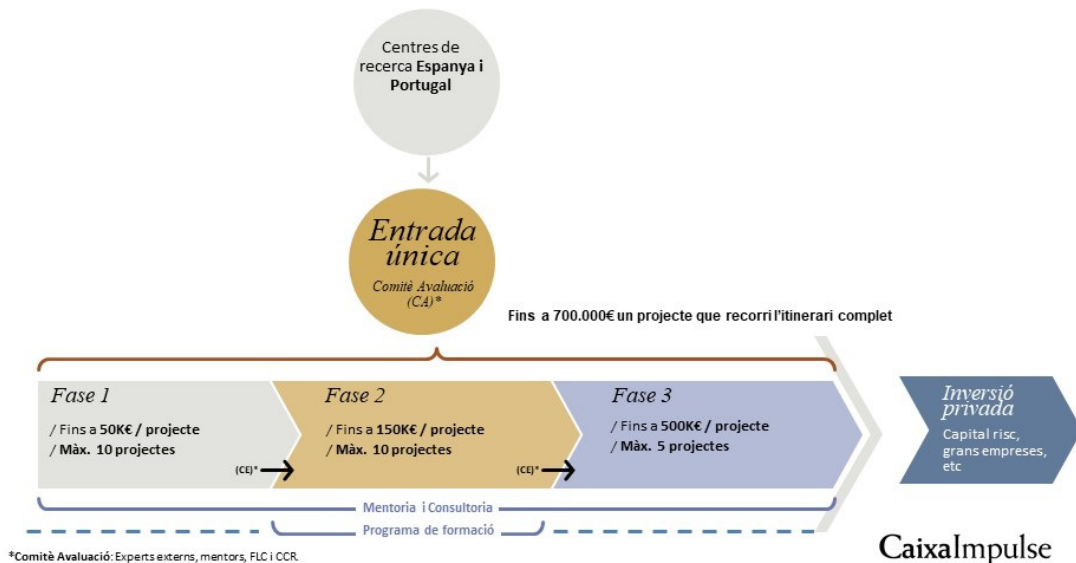 Centres de
recerca Espanya i
Portugal
Entrada
única
Comitè Avaluació
(CA)*
Fins a 700.000€ un projecte que recorri l'itinerari complet
Fase 1
/ Fins a 50K€ / projecte
/ Màx. 10 projectes
(CE)*
Fase 2
/ Fins a 150K€ / projecte
/ Màx. 10 projectes
(CE)*
Fase 3
/ Fins a 500K€ / projecte
/ Màx. 5 projectes
Inversió
privada
Capital risc,
grans empreses,
etc
Mentoria i Consultoria
Programa de formació
*Comitè Avaluació: Experts externs, mentors, FLC i CCR.
CaixaImpulse